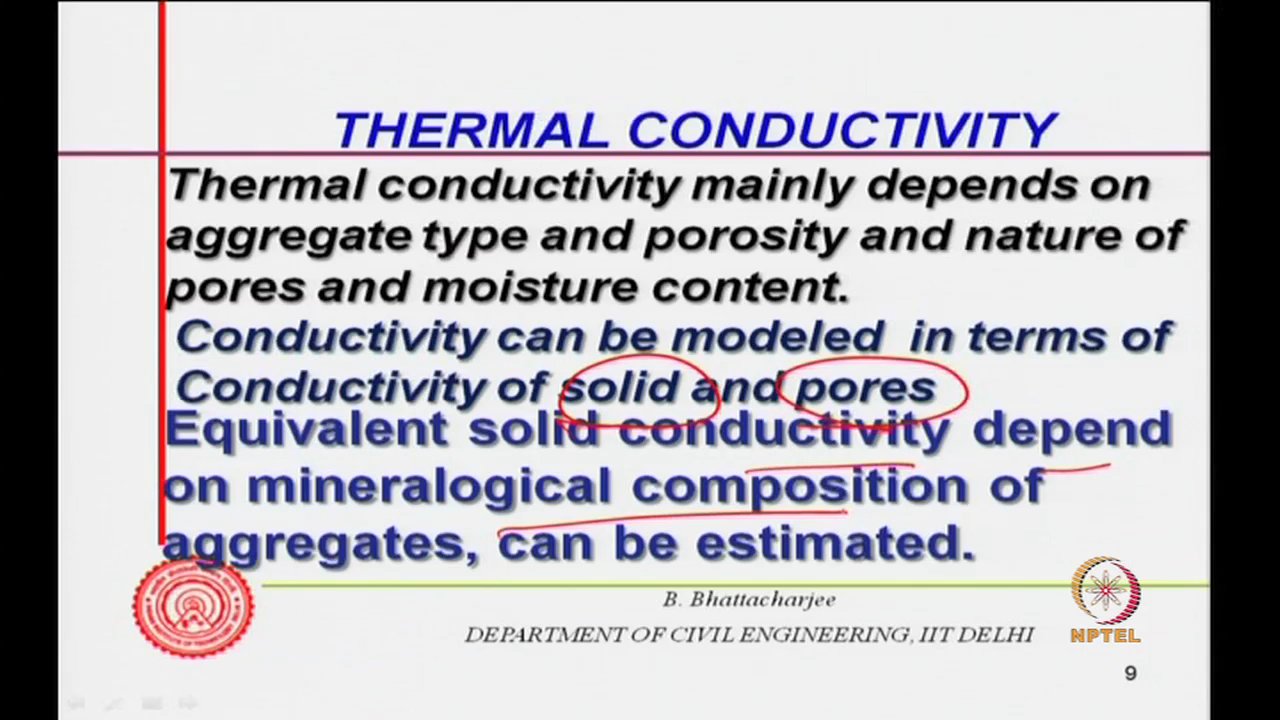 THERMAL CONDUCTIVITY
Thermal conductivity mainly depends on
aggregate type and porosity and nature of
pores and moisture content.
Conductivity can be modeled in terms of
Conductivity of solid and pores
Equivalent solid conductivity depend
on mineralogical composition of
aggregates, can be estimated.
B. Bhattacharjee
DEPARTMENT OF CIVIL ENGINEERING, IIT DELHI
NPTEL
9